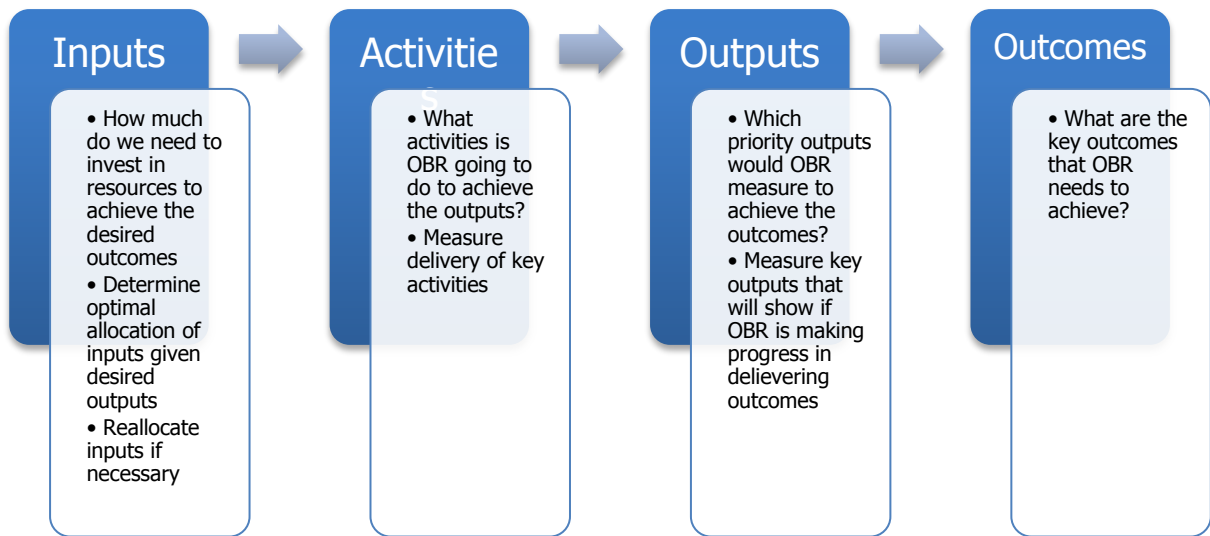 Inputs
• How much
do we need to
invest in
resources to
achieve the
desired
outcomes
• Determine
optimal
allocation of
inputs given
desired
outputs
• Reallocate
inputs if
necessary
Activitie
s
• What
activities is
OBR going to
do to achieve
the outputs?
• Measure
delivery of key
activities
Outputs
• Which
priority outputs
would OBR
measure to
achieve the
outcomes?
• Measure key
outputs that
will show if
OBR is making
progress in
delievering
outcomes
Outcomes
• What are the
key outcomes
that OBR
needs to
achieve?